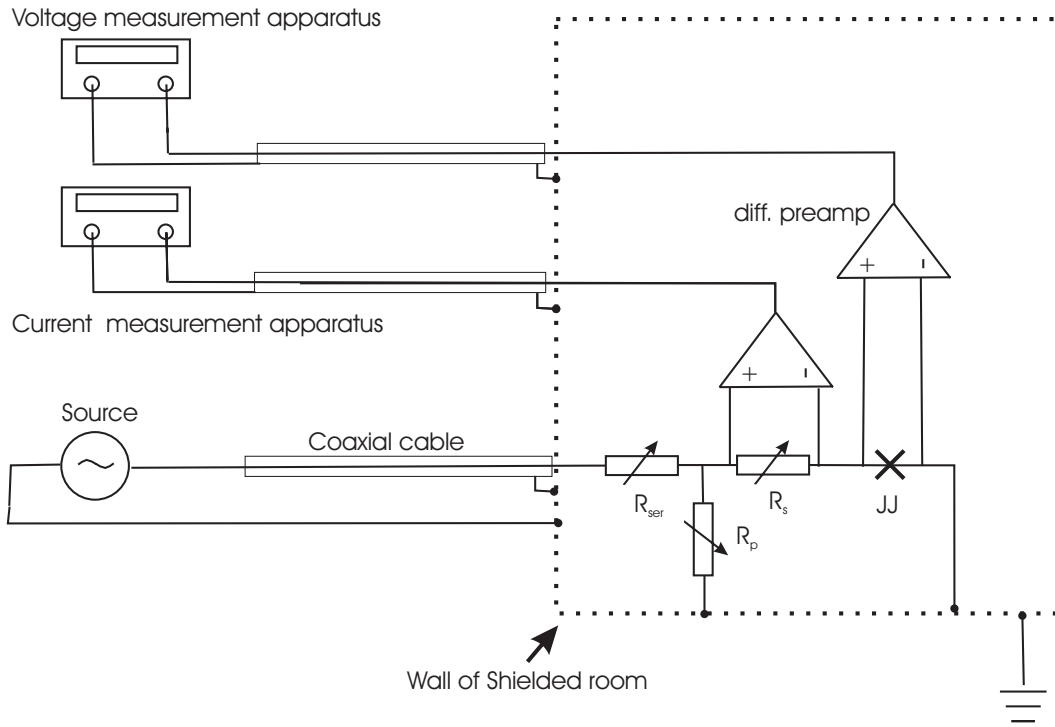 Voltage measurement apparatus
diff. preamp
+ -
Current  measurement apparatus
+ -
Source
Coaxial cable
R_ser
R_s
JJ
R_p
Wall of Shielded room